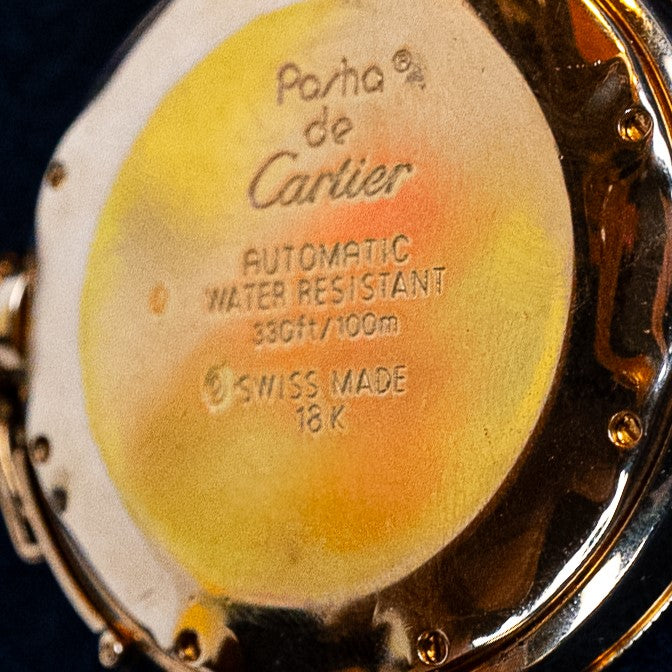 Pasha®
de
Cartier
AUTOMATIC
WATER RESISTANT
330ft/100m
SWISS MADE
18K